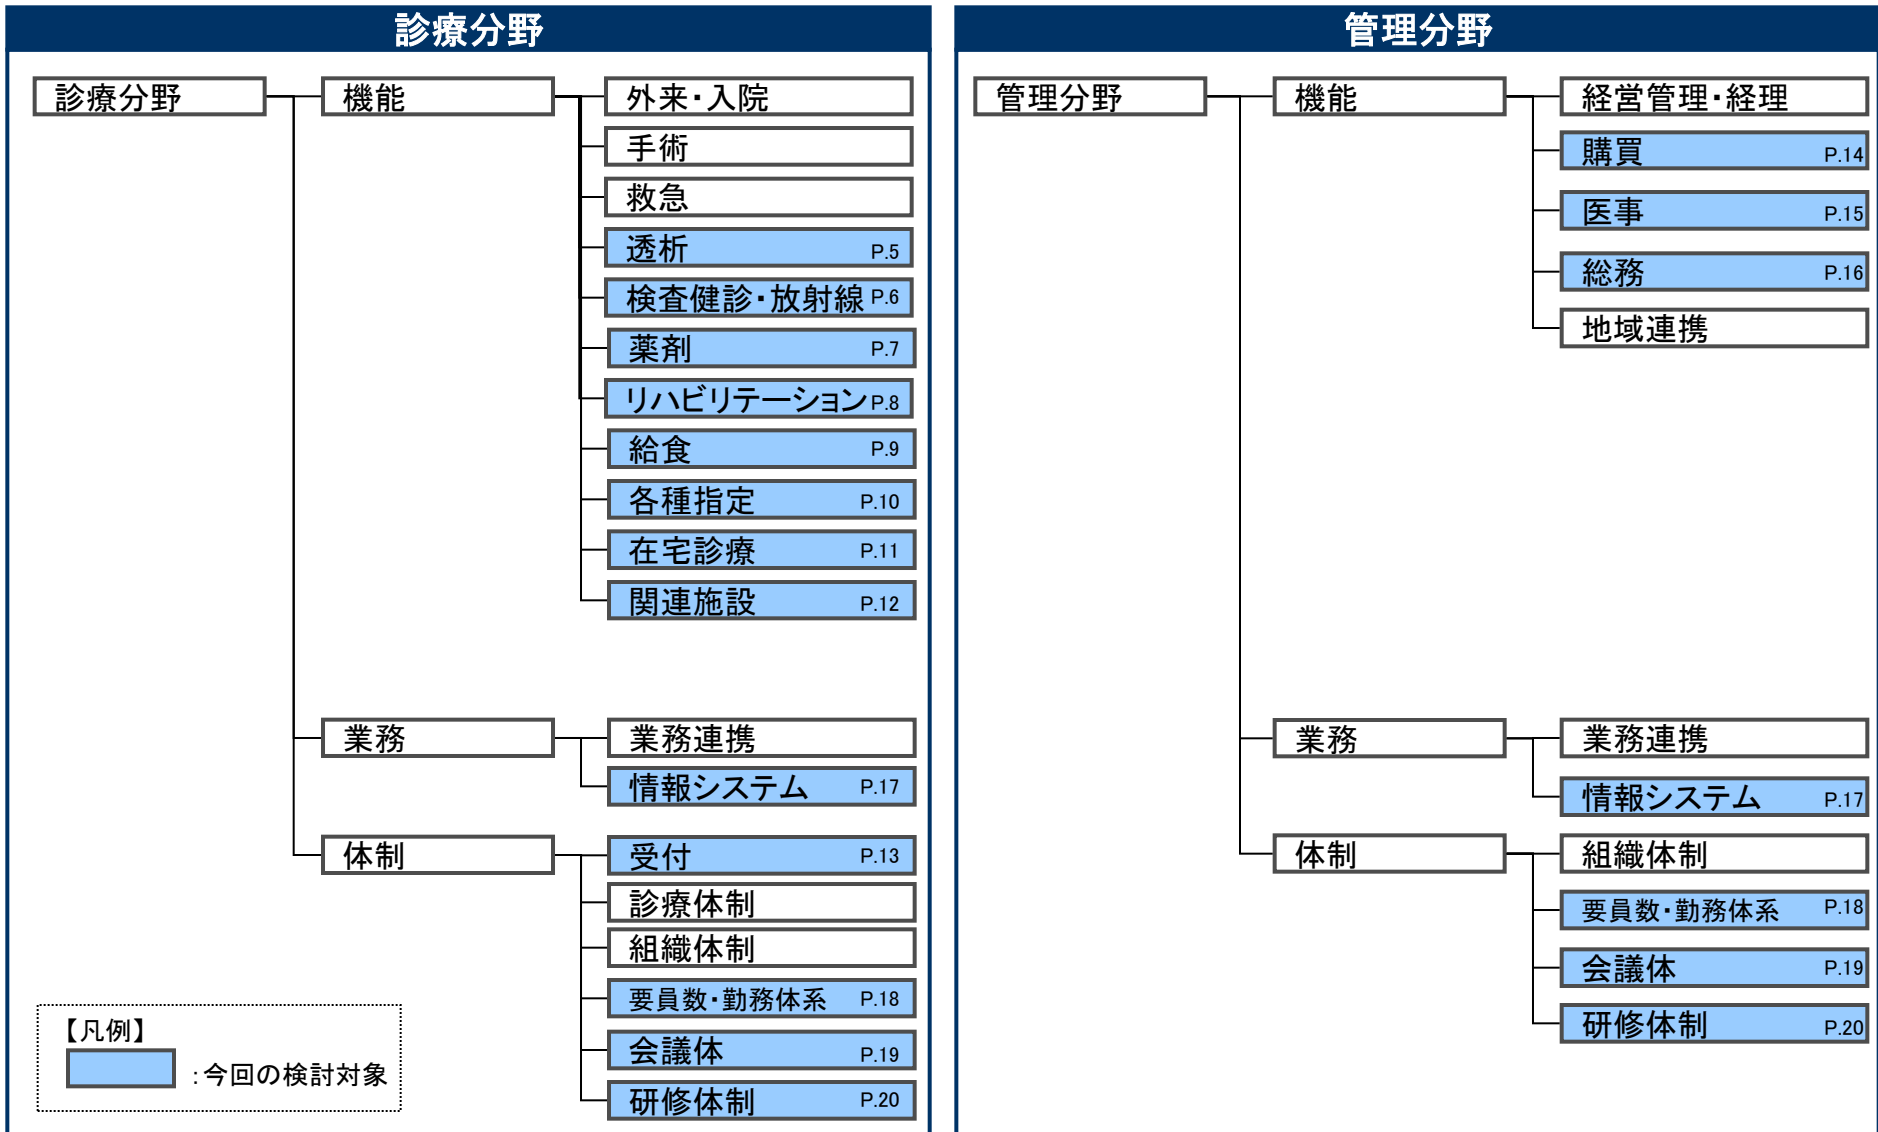 診療分野
診療分野
機能
外来・入院
手術
救急
透析 P.5
検査健診・放射線 P.6
薬剤 P.7
リハビリテーション P.8
給食 P.9
各種指定 P.10
在宅診療 P.11
関連施設 P.12
業務
業務連携
情報システム P.17
体制
受付 P.13
診療体制
組織体制
要員数・勤務体系 P.18
会議体 P.19
研修体制 P.20
【凡例】
：今回の検討対象
管理分野
管理分野
機能
経営管理・経理
購買 P.14
医事 P.15
総務 P.16
地域連携
業務
業務連携
情報システム P.17
体制
組織体制
要員数・勤務体系 P.18
会議体 P.19
研修体制 P.20